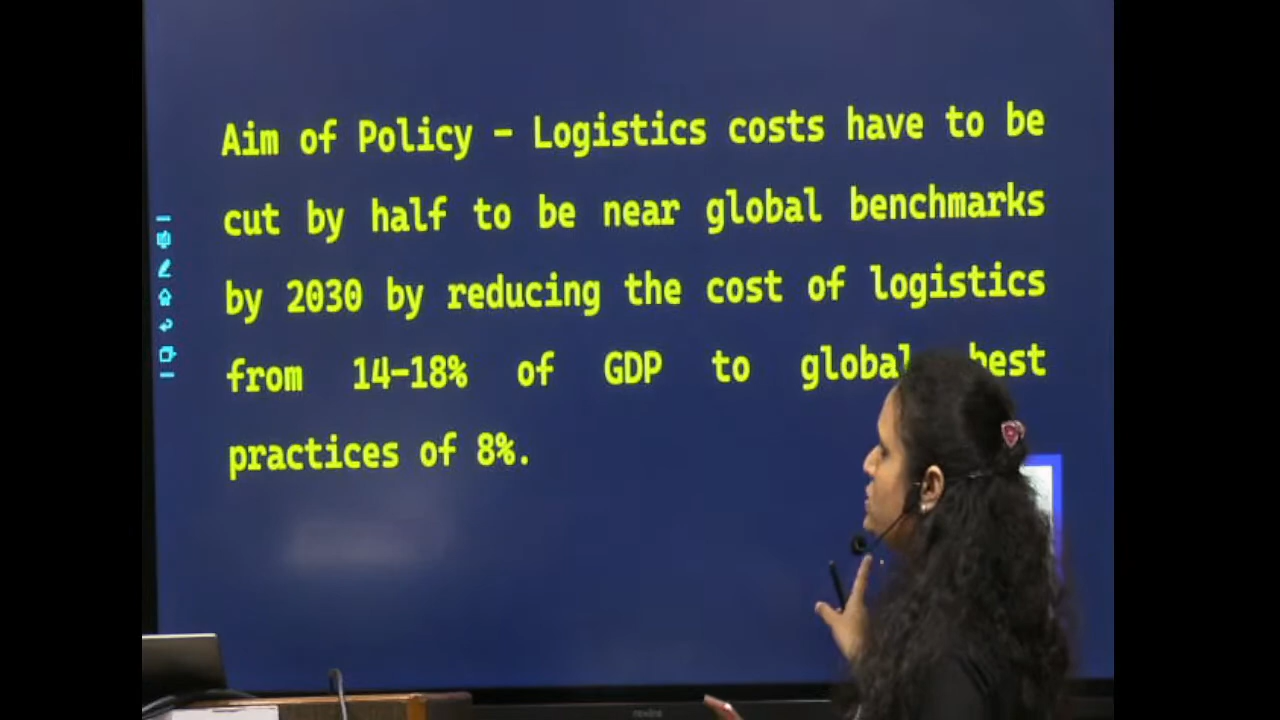 Aim of Policy – Logistics costs have to be
cut by half to be near global benchmarks
by 2030 by reducing the cost of logistics
from 14-18% of GDP to global best
practices of 8%.